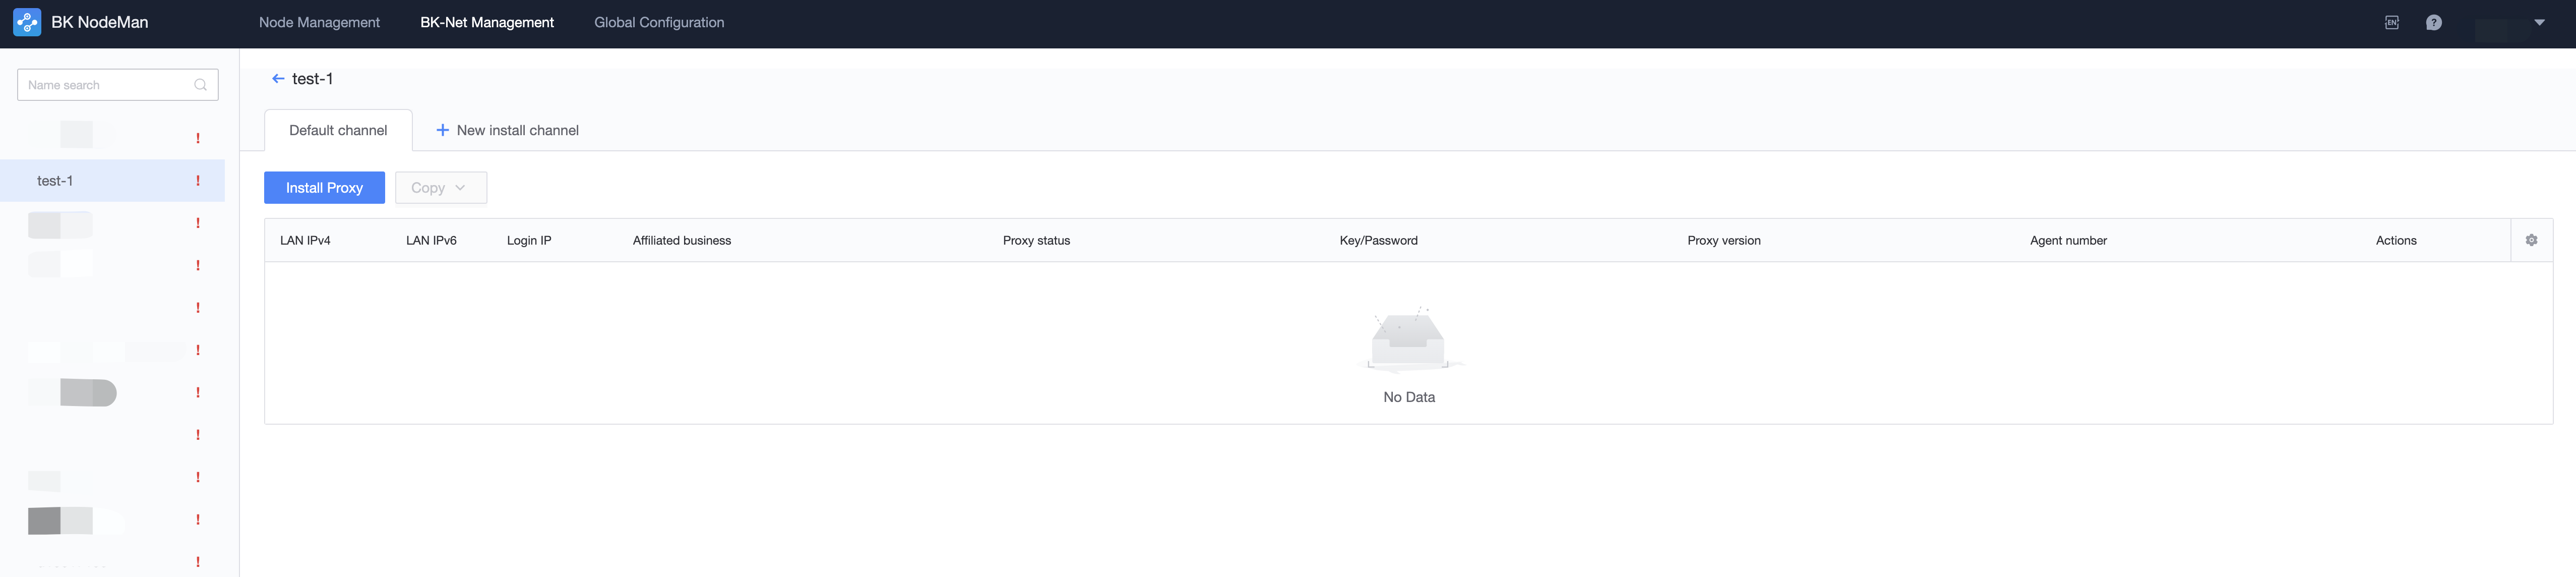 BK NodeMan
Node Management
BK-Net Management
Global Configuration
EN
?
Name search
!
test-1 !
!
!
!
!
!
!
!
!
!
← test-1
Default channel
+ New install channel
Install Proxy
Copy
LAN IPv4 LAN IPv6 Login IP Affiliated business Proxy status Key/Password Proxy version Agent number Actions
No Data